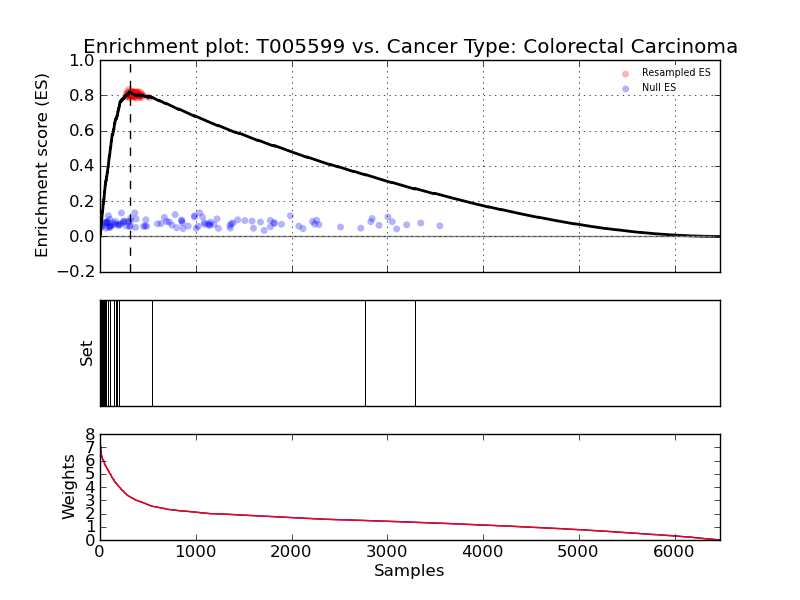 Enrichment plot: T005599 vs. Cancer Type: Colorectal Carcinoma
Enrichment score (ES)
1.0
0.8
0.6
0.4
0.2
0.0
−0.2
Resampled ES
Null ES
Set
Weights
8
7
6
5
4
3
2
1
0
0 1000 2000 3000 4000 5000 6000
Samples